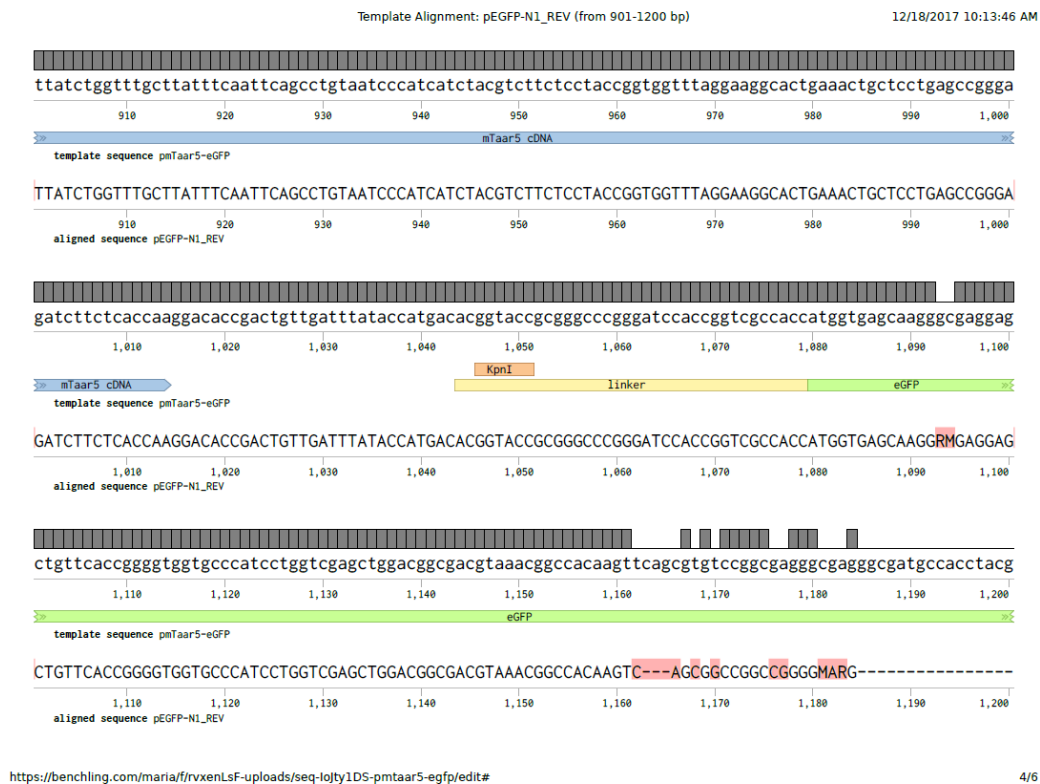 Template Alignment: pEGFP-N1_REV (from 901-1200 bp)
12/18/2017 10:13:46 AM
ttatctggtttgcttatttcaattcagcctgtaatcccatcatctacgtcttctcctaccggtggtttaggaaggcactgaaactgctcctgagccggga
910 920 930 940 950 960 970 980 990 1,000
mTaar5 cDNA
template sequence pmTaar5-eGFP
TTATCTGGTTTGCTTATTTCAATTCAGCCTGTAATCCCATCATCTACGTCTTCTCCTACCGGTGGTTTAGGAAGGCACTGAAACTGCTCCTGAGCCGGGA
910 920 930 940 950 960 970 980 990 1,000
aligned sequence pEGFP-N1_REV
gatcttctcaccaaggacaccgactgttgatttataccatgacacggtaccgcgggcccgggatccaccggtcgccaccatggtgagcaagggcgaggag
1,010 1,020 1,030 1,040 1,050 1,060 1,070 1,080 1,090 1,100
KpnI
mTaar5 cDNA linker eGFP
template sequence pmTaar5-eGFP
GATCTTCTCACCAAGGACACCGACTGTTGATTTATACCATGACACGGTACCGCGGGCCCGGGATCCACCGGTCGCCACCATGGTGAGCAAGGRMGAGGAG
1,010 1,020 1,030 1,040 1,050 1,060 1,070 1,080 1,090 1,100
aligned sequence pEGFP-N1_REV
ctgttcaccggggtggtgcccatcctggtcgagctggacggcgacgtaaacggccacaagttcagcgtgtccggcgagggcgagggcgatgccacctacg
1,110 1,120 1,130 1,140 1,150 1,160 1,170 1,180 1,190 1,200
eGFP
template sequence pmTaar5-eGFP
CTGTTCACCGGGGTGGTGCCCATCCTGGTCGAGCTGGACGGCGACGTAAACGGCCACAAGTC---AGCGGCCGGCCGGGGMARG----------------
1,110 1,120 1,130 1,140 1,150 1,160 1,170 1,180 1,190 1,200
aligned sequence pEGFP-N1_REV
https://benchling.com/maria/f/rvxenLsF-uploads/seq-IoJty1DS-pmtaar5-egfp/edit#
4/6